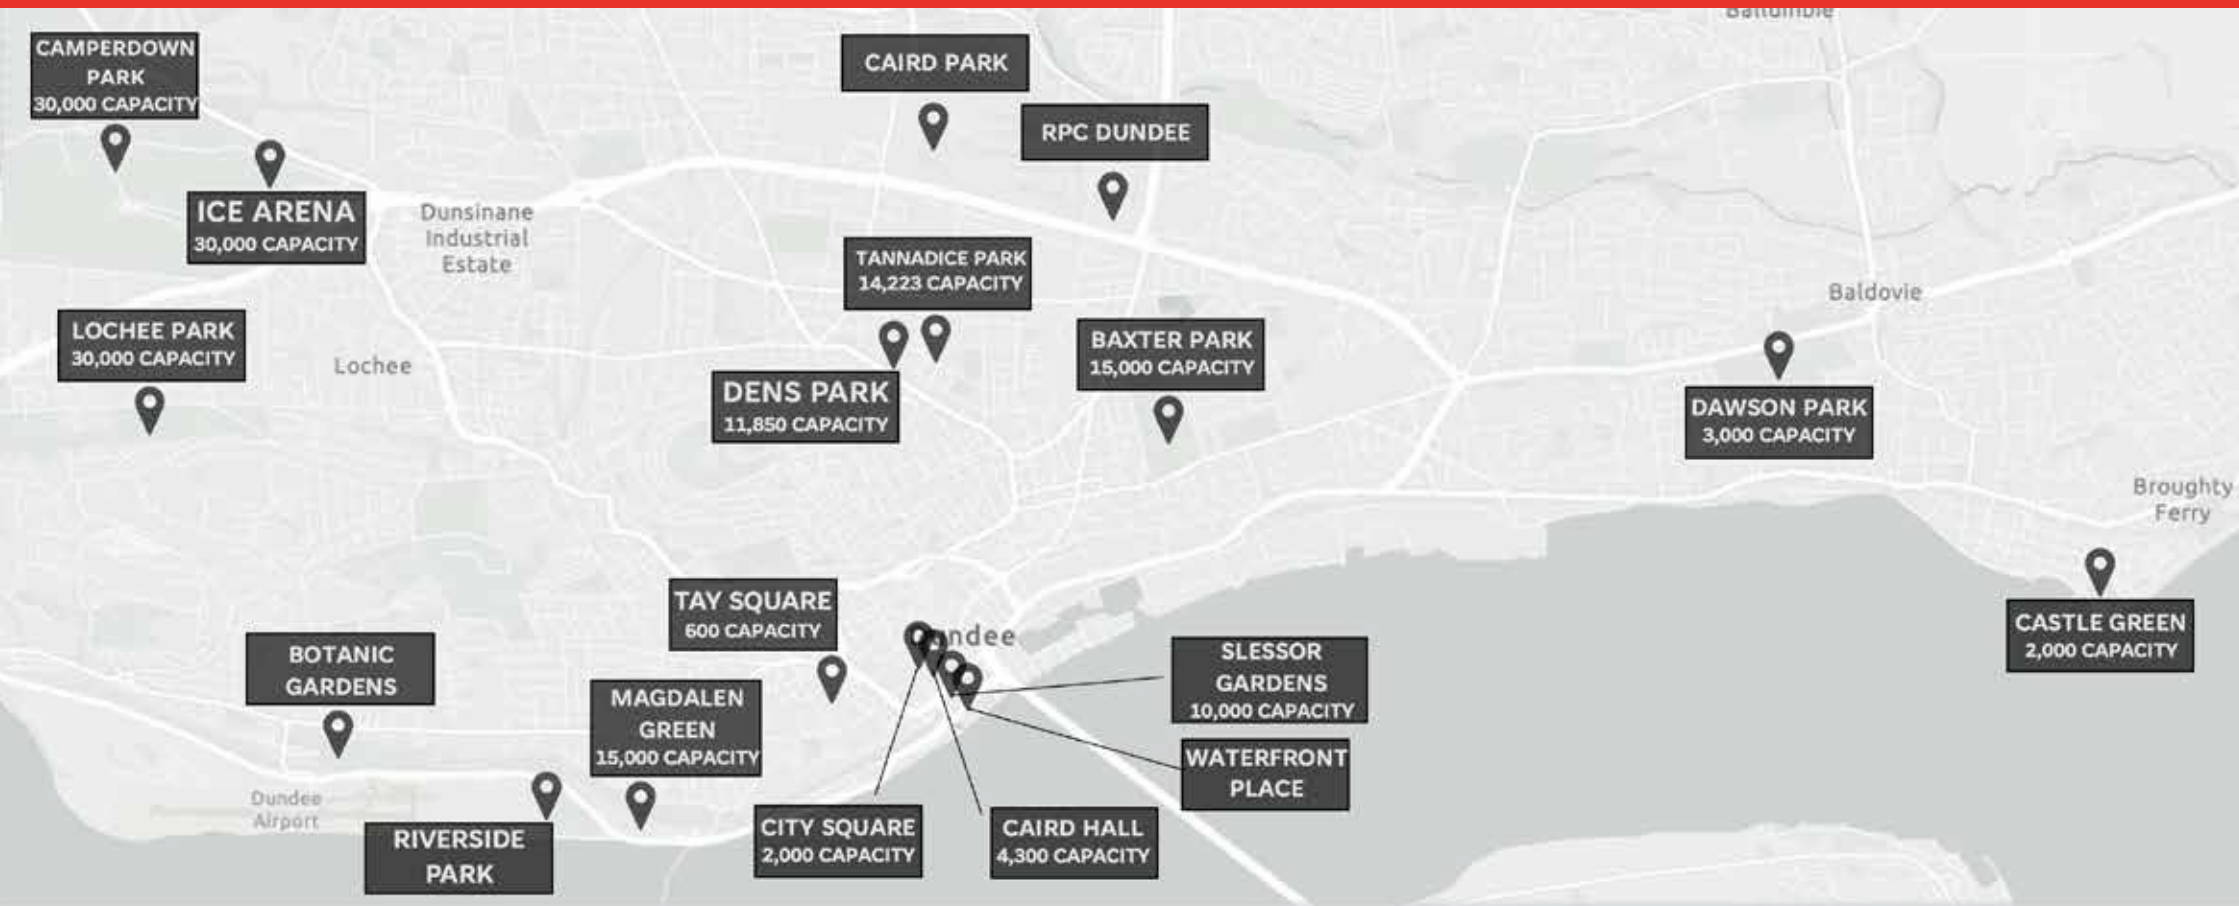 Ballumbie
CAMPERDOWN
PARK
30,000 CAPACITY
CAIRD PARK
RPC DUNDEE
ICE ARENA
30,000 CAPACITY
Dunsinane
Industrial
Estate
TANNADICE PARK
14,223 CAPACITY
Baldovie
LOCHEE PARK
30,000 CAPACITY
Lochee
BAXTER PARK
15,000 CAPACITY
DENS PARK
11,850 CAPACITY
DAWSON PARK
3,000 CAPACITY
Broughty
Ferry
TAY SQUARE
600 CAPACITY
ndee
CASTLE GREEN
2,000 CAPACITY
BOTANIC
GARDENS
SLESSOR
GARDENS
10,000 CAPACITY
MAGDALEN
GREEN
15,000 CAPACITY
WATERFRONT
PLACE
Dundee
Airport
RIVERSIDE
PARK
CITY SQUARE
2,000 CAPACITY
CAIRD HALL
4,300 CAPACITY